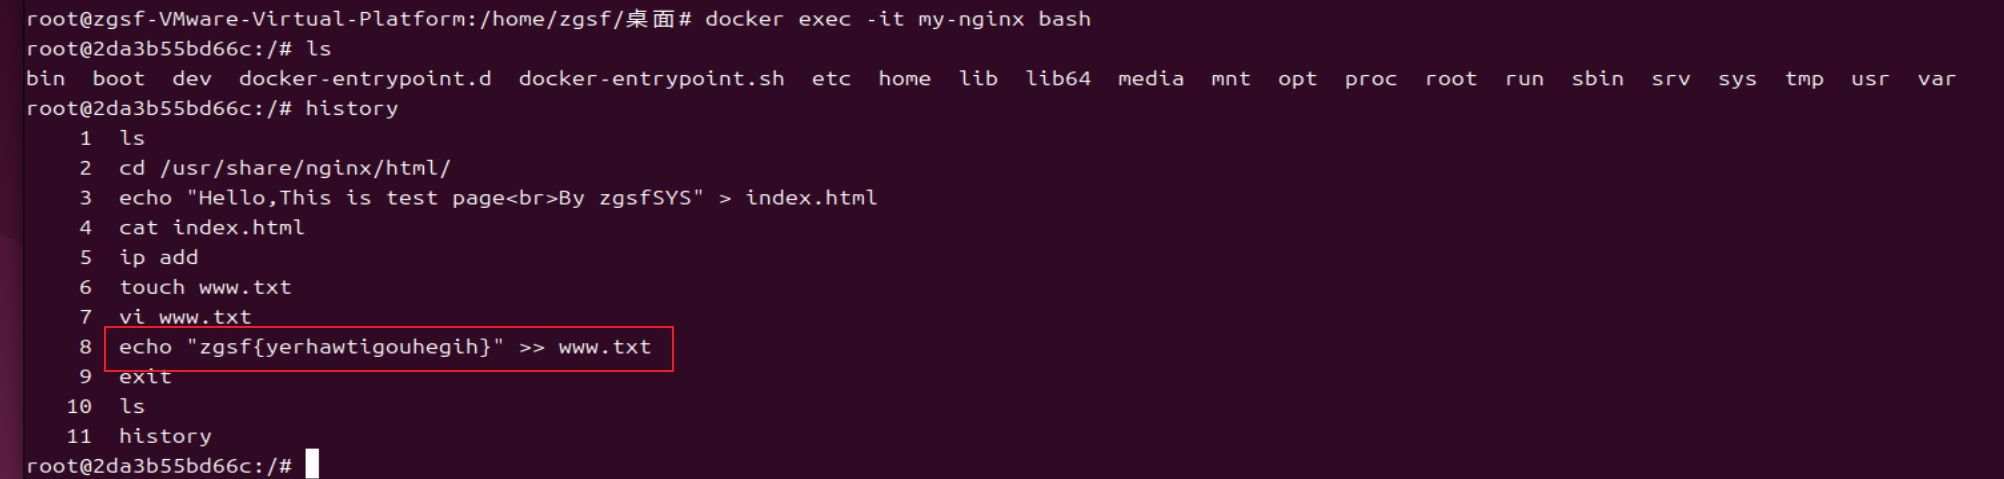 root@zgsf-VMware-Virtual-Platform:/home/zgsf/桌面# docker exec -it my-nginx bash
root@2da3b55bd66c:/# ls
bin  boot  dev  docker-entrypoint.d  docker-entrypoint.sh  etc  home  lib  lib64  media  mnt  opt  proc  root  run  sbin  srv  sys  tmp  usr  var
root@2da3b55bd66c:/# history
    1  ls
    2  cd /usr/share/nginx/html/
    3  echo "Hello,This is test page<br>By zgsfSYS" > index.html
    4  cat index.html
    5  ip add
    6  touch www.txt
    7  vi www.txt
    8  echo "zgsf{yerhawtigouhegih}" >> www.txt
    9  exit
   10  ls
   11  history
root@2da3b55bd66c:/#